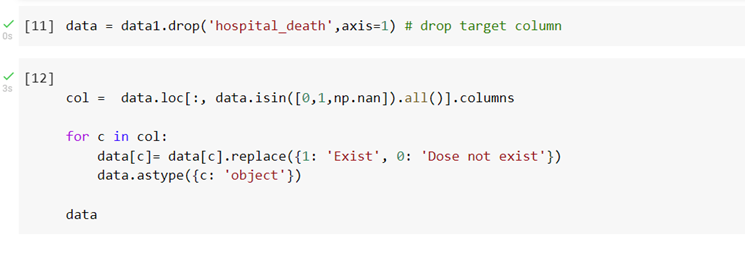 [11] data = data1.drop('hospital_death',axis=1) # drop target column
0s
[12]
3s
col =  data.loc[:, data.isin([0,1,np.nan]).all()].columns
for c in col:
data[c]= data[c].replace({1: 'Exist', 0: 'Dose not exist'})
data.astype({c: 'object'})
data